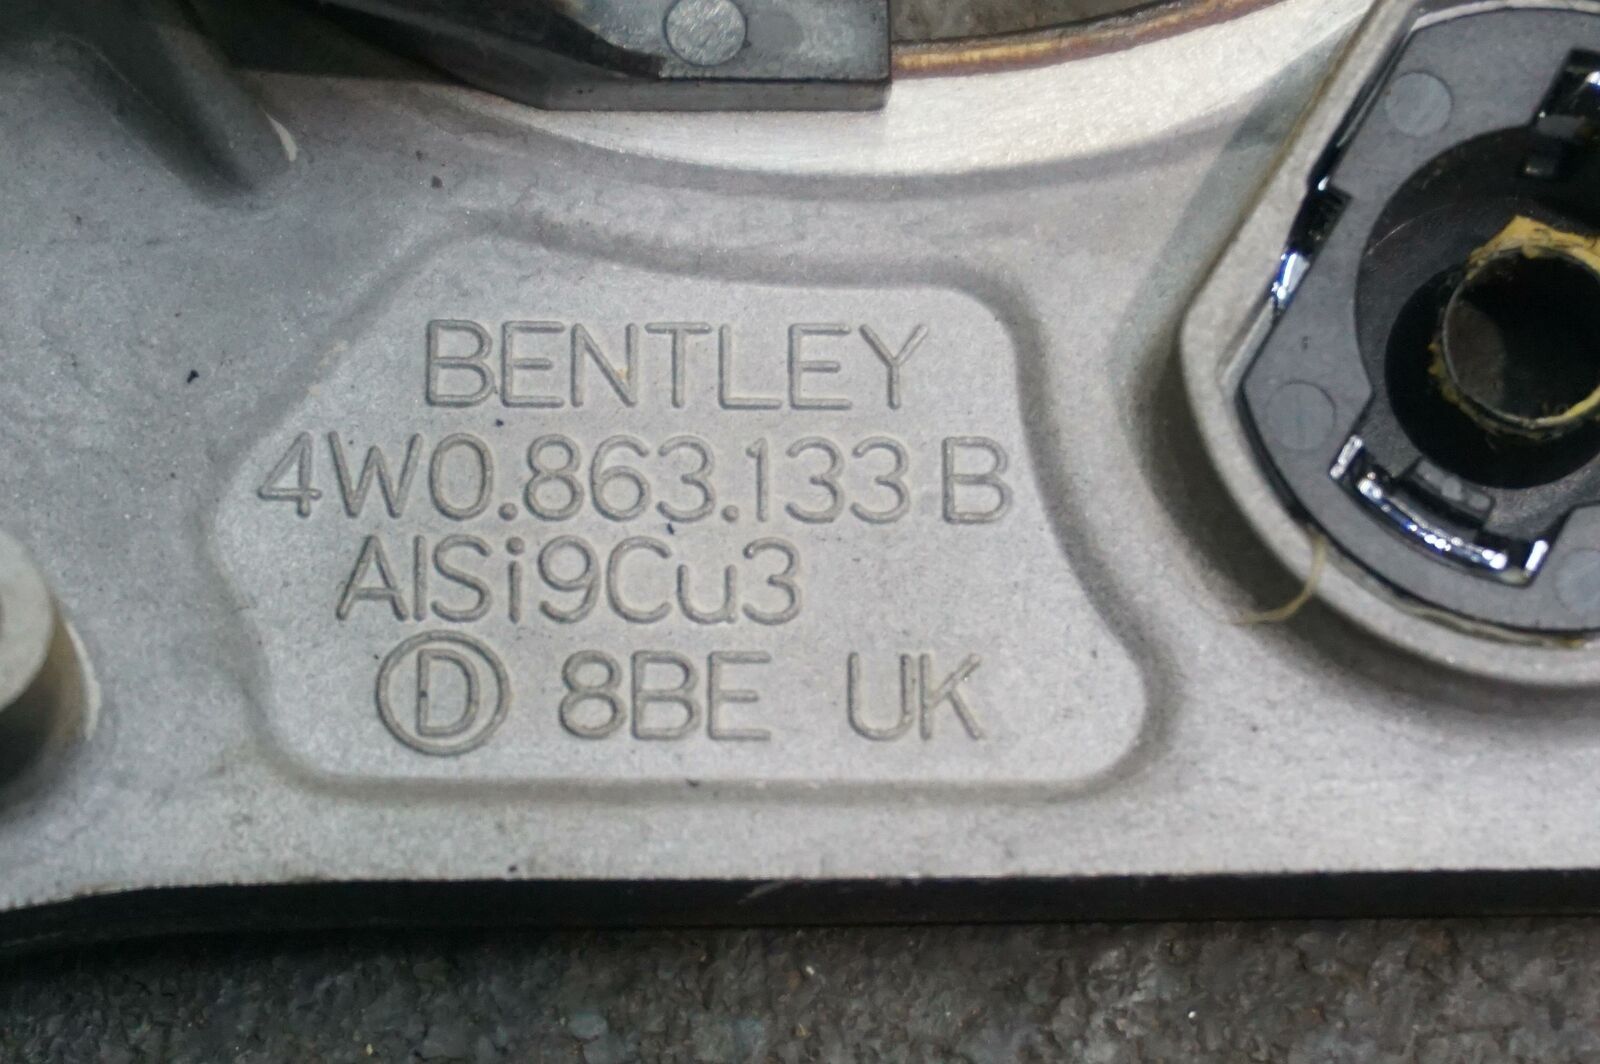 BENTLEY
4W0.863.133 B
AlSi9Cu3
Ⓓ 8BE UK